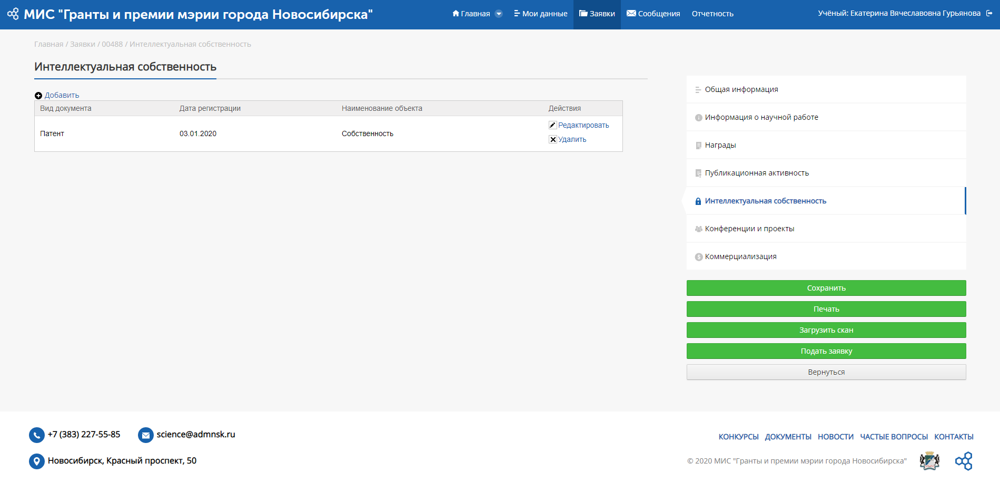 МИС "Гранты и премии мэрии города Новосибирска"
Главная Мои данные Заявки Сообщения Отчетность
Учёный: Екатерина Вячеславовна Гурьянова
Главная / Заявки / 00488 / Интеллектуальная собственность
Интеллектуальная собственность
Добавить
Вид документа Дата регистрации Наименование объекта Действия
Патент 03.01.2020 Собственность
Редактировать
Удалить
Общая информация
Информация о научной работе
Награды
Публикационная активность
Интеллектуальная собственность
Конференции и проекты
Коммерциализация
Сохранить
Печать
Загрузить скан
Подать заявку
Вернуться
+7 (383) 227-55-85 science@admnsk.ru
Новосибирск, Красный проспект, 50
КОНКУРСЫ ДОКУМЕНТЫ НОВОСТИ ЧАСТЫЕ ВОПРОСЫ КОНТАКТЫ
© 2020 МИС "Гранты и премии мэрии города Новосибирска"